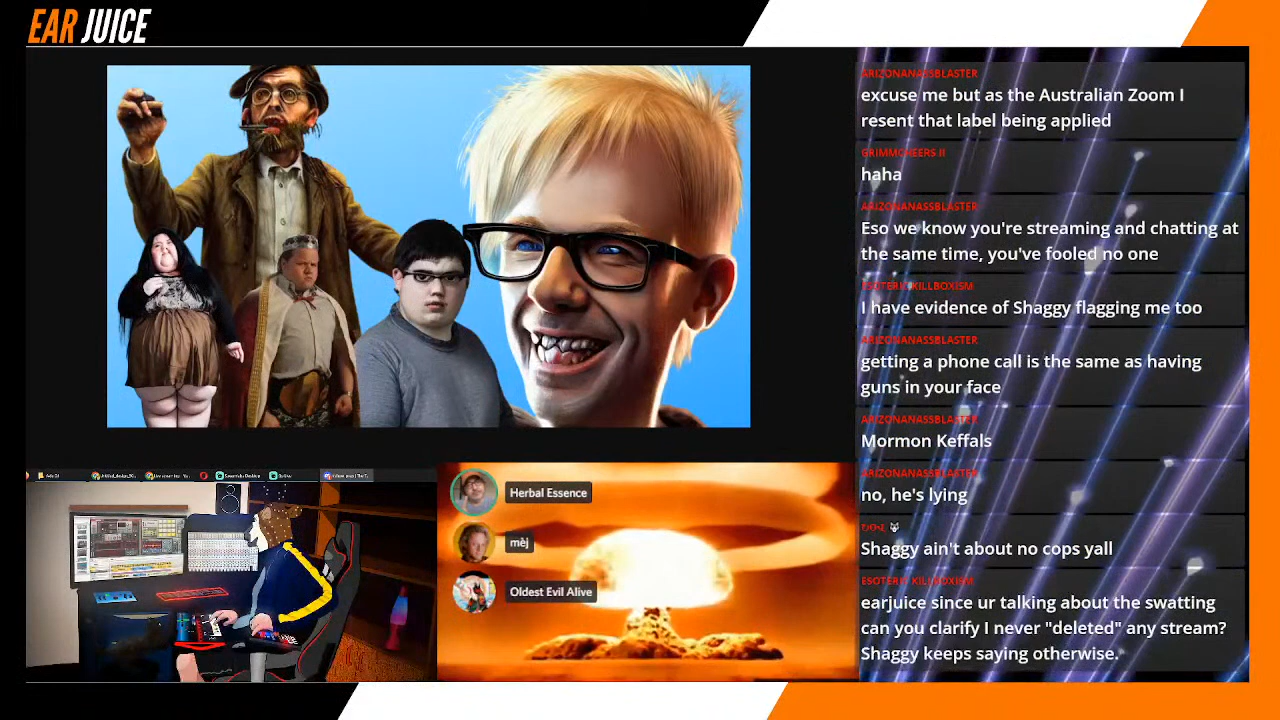 EAR JUICE
ARIZONANASSBLASTER
excuse me but as the Australian Zoom I
resent that label being applied
GRIMMCHEERS II
haha
ARIZONANASSBLASTER
Eso we know you're streaming and chatting at
the same time, you've fooled no one
ESOTERIC KILLBOXISM
I have evidence of Shaggy flagging me too
ARIZONANASSBLASTER
getting a phone call is the same as having
guns in your face
ARIZONANASSBLASTER
Mormon Keffals
ARIZONANASSBLASTER
no, he's lying
Shaggy ain't about no cops yall
ESOTERIC KILLBOXISM
earjuice since ur talking about the swatting
can you clarify I never "deleted" any stream?
Shaggy keeps saying otherwise.
Herbal Essence
mèj
Oldest Evil Alive